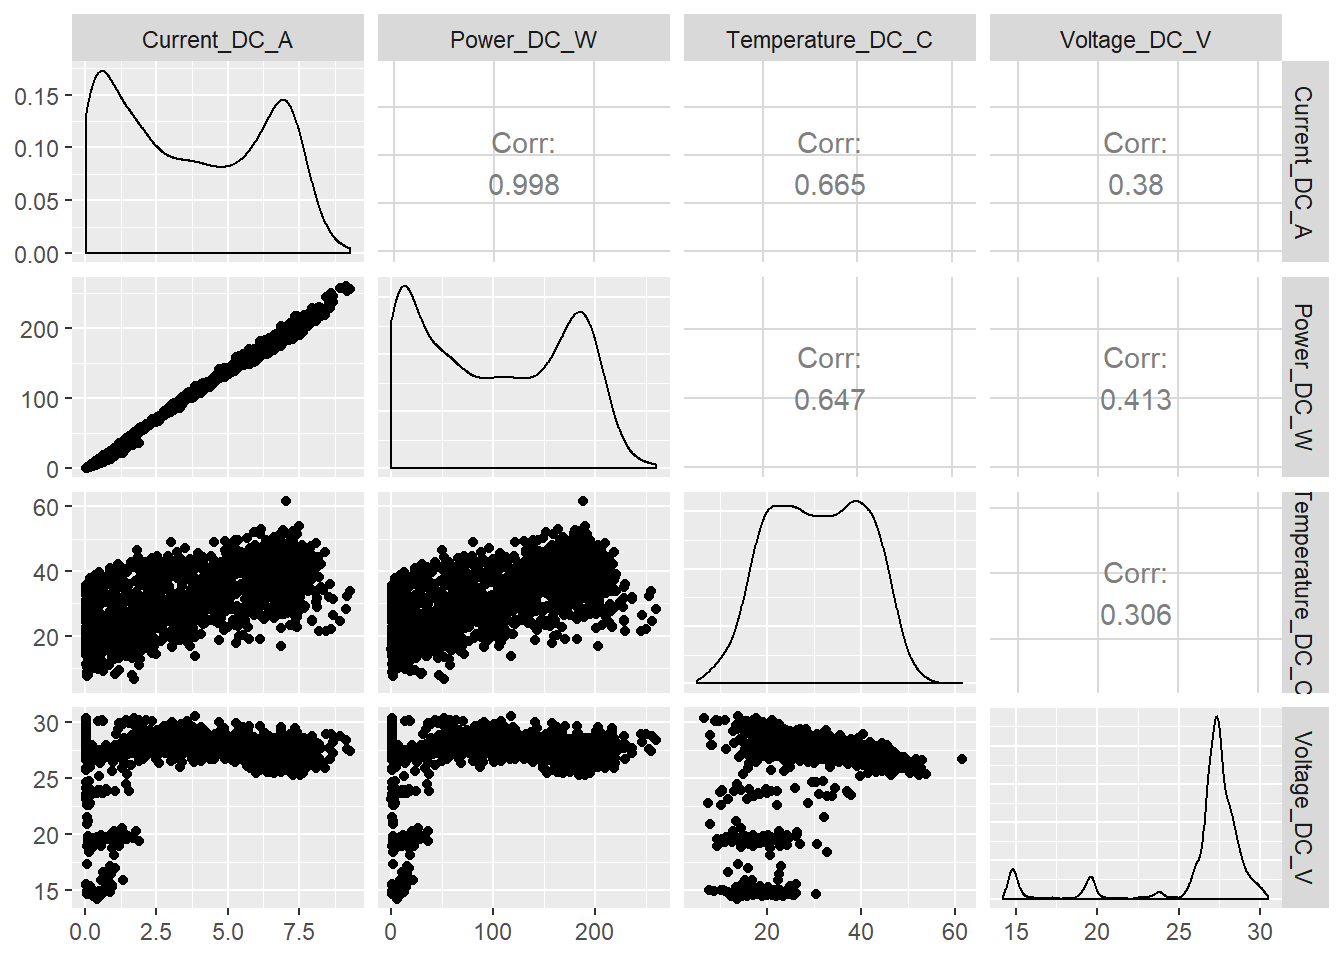 Current_DC_A
Power_DC_W
Temperature_DC_C
Voltage_DC_V
0.15
0.10
0.05
0.00
Corr:
0.998
Corr:
0.665
Corr:
0.38
Current_DC_A
200
100
0
Corr:
0.647
Corr:
0.413
Power_DC_W
60
40
20
Corr:
0.306
Temperature_DC_C
30
25
20
15
Voltage_DC_V
0.0
2.5
5.0
7.5
0
100
200
20
40
60
15
20
25
30